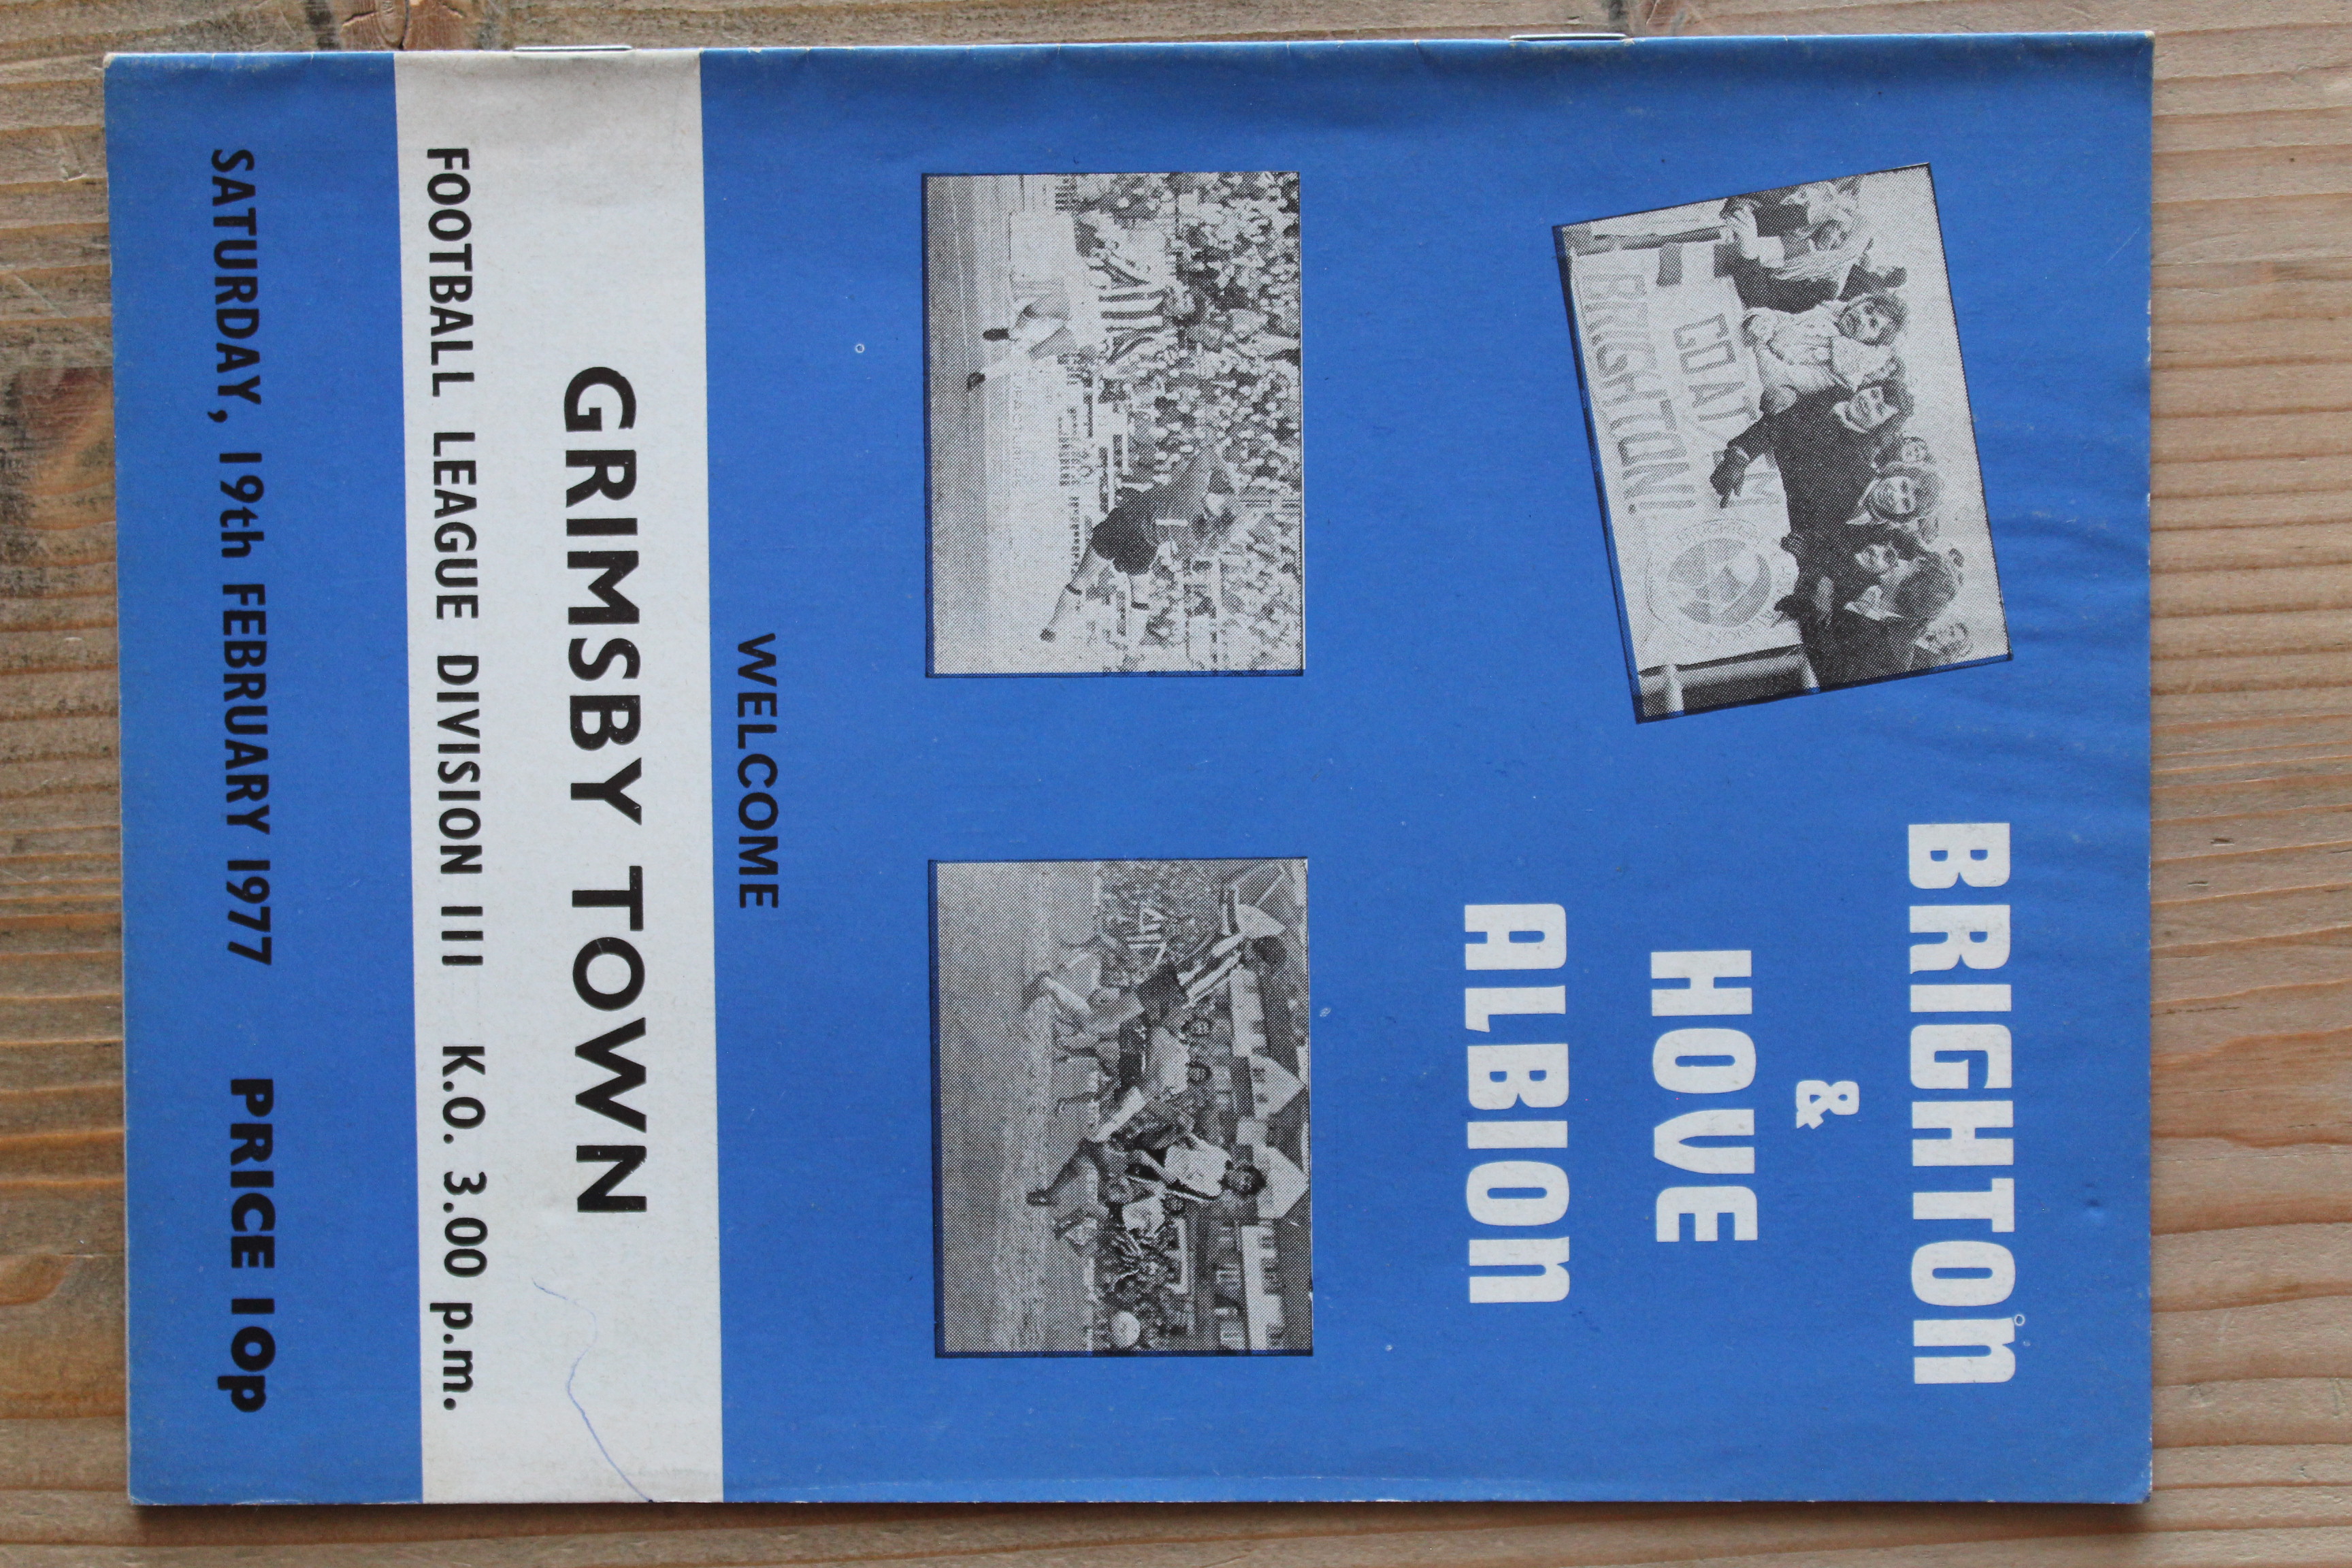 BRIGHTON
&
HOVE
ALBION
GOAL
BRIGHTON!
WELCOME
GRIMSBY TOWN
FOOTBALL LEAGUE DIVISION III K.O. 3.00 p.m.
SATURDAY, 19th FEBRUARY 1977 PRICE 10p